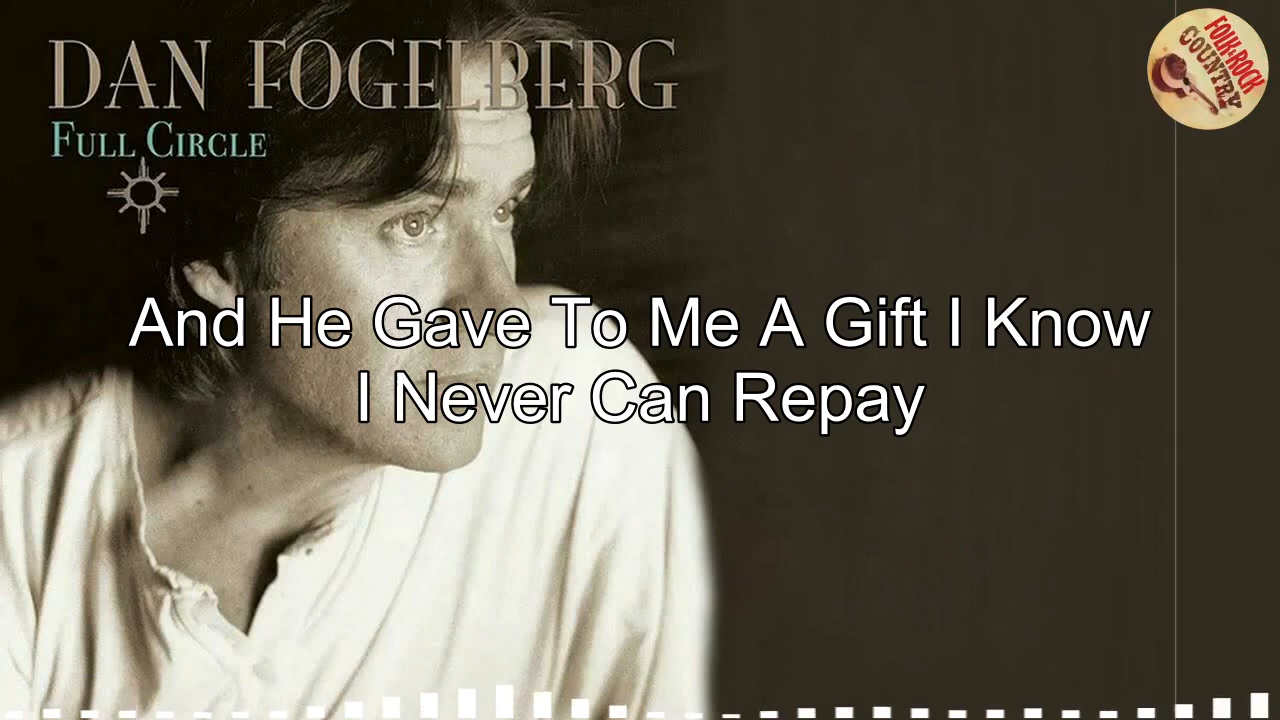 DAN FOGELBERG
FULL CIRCLE
FOLK & ROCK
COUNTRY
And He Gave To Me A Gift I Know
I Never Can Repay